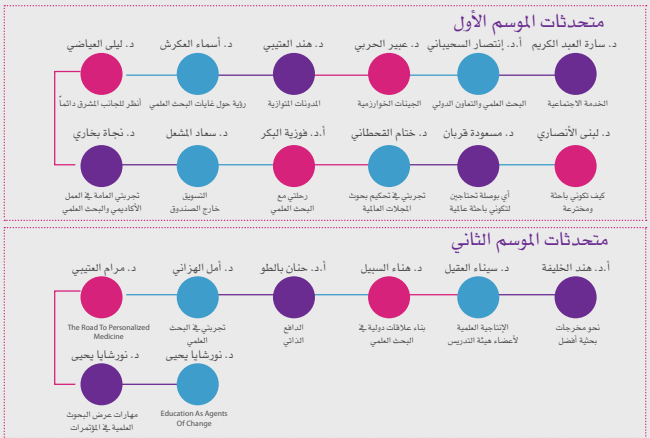 متحدثات الموسم الأول
د. سارة العبد الكريم
أ.د. إنتصار السحيباني
د. عبير الحربي
د. هند العتيبي
د. أسماء العكرش
د. ليلى العياضي
الخدمة الاجتماعية
البحث العلمي والتعاون الدولي
الجينات الخوارزمية
المدونات المتوازية
رؤية حول غايات البحث العلمي
أنظر للجانب المشرق دائماً
د. لبنى الأنصاري
د. مسعودة قربان
د. ختام القحطاني
أ.د. فوزية البكر
د. سعاد المشعل
د. نجاة بخاري
كيف تكوني باحثة
ومخترعة
أي بوصلة تحتاجين
لتكوني باحثة عالمية
تجربتي في تحكيم بحوث
المجلات العالمية
رحلتي مع
البحث العلمي
التسويق
خارج الصندوق
تجربتي العامة في العمل
الأكاديمي والبحث العلمي
متحدثات الموسم الثاني
أ.د. هند الخليفة
د. سيناء العقيل
د. هناء السبيل
أ.د. حنان بالطو
د. أمل الهزاني
د. مرام العتيبي
نحو مخرجات
بحثية أفضل
الإنتاجية العلمية
لأعضاء هيئة التدريس
بناء علاقات دولية في
البحث العلمي
الدافع
الذاتي
تجربتي في البحث
العلمي
The Road To Personalized
Medicine
د. نورشايا يحيى
د. نورشايا يحيى
Education As Agents
Of Change
مهارات عرض البحوث
العلمية في المؤتمرات